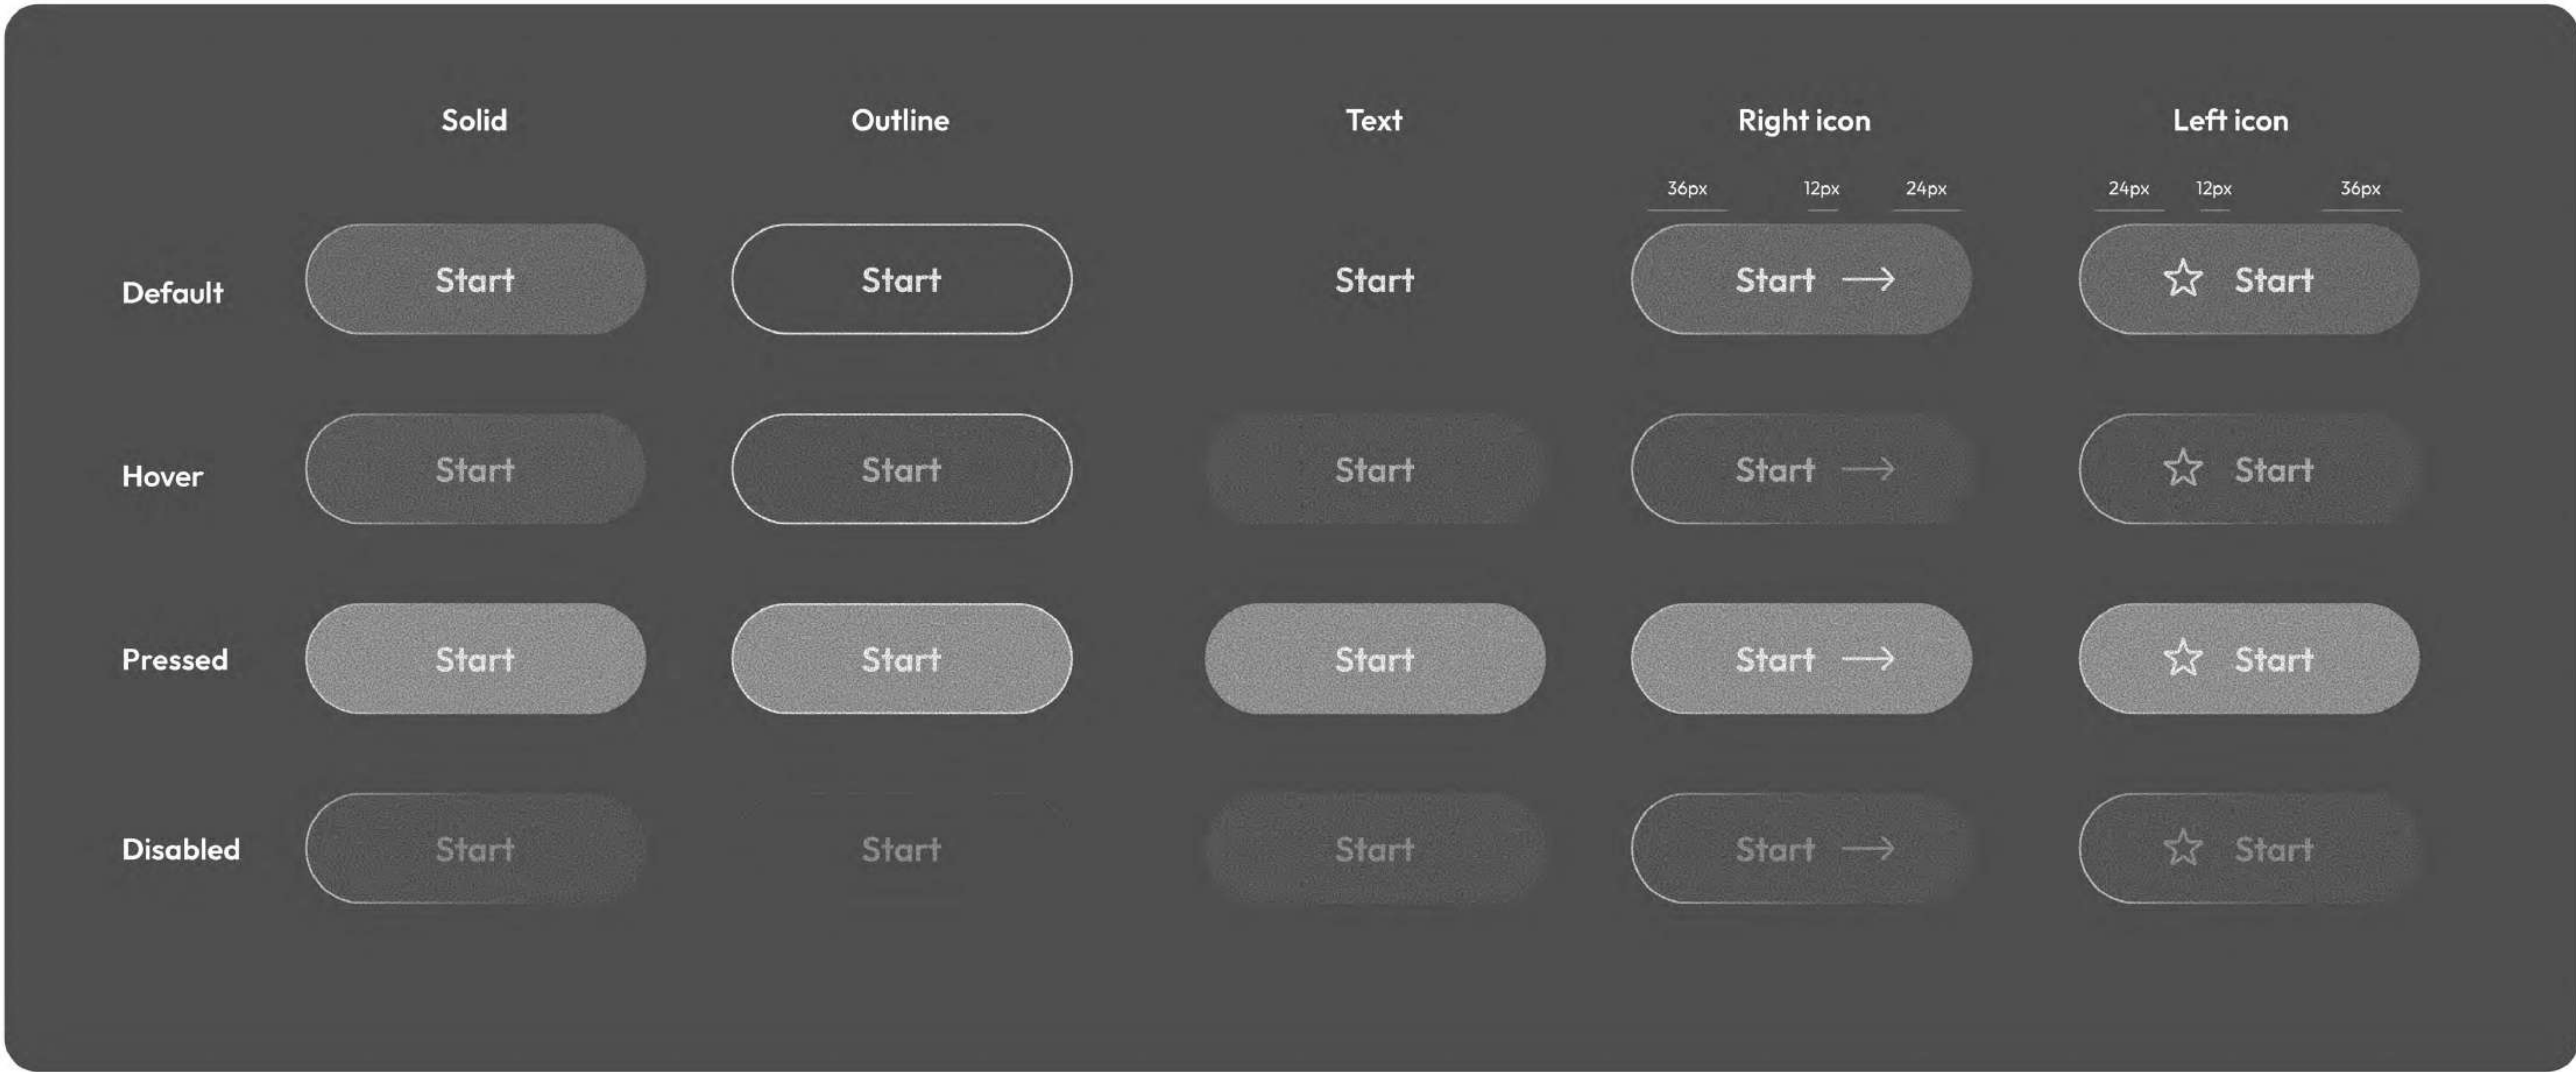 Solid Outline Text Right icon Left icon
36px 12px 24px 24px 12px 36px
Default Start Start Start Start Start
Hover Start Start Start Start Start
Pressed Start Start Start Start Start
Disabled Start Start Start Start Start